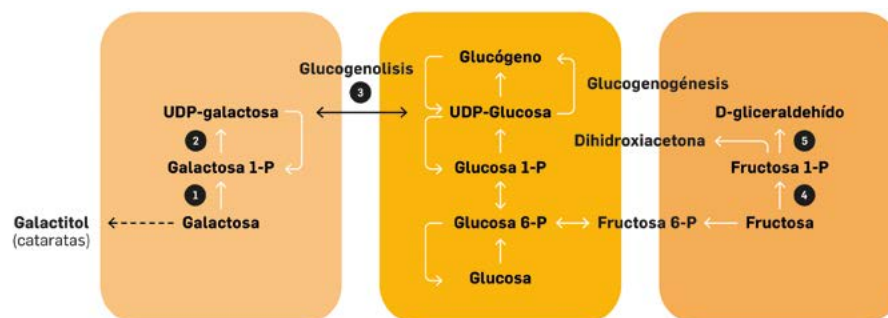 Glucogenolisis
3
UDP-galactosa
2
Galactosa 1-P
1
Galactitol
(cataratas)
Galactosa
Glucógeno
Glucogenogénesis
UDP-Glucosa
Glucosa 1-P
Glucosa 6-P
Glucosa
D-gliceraldehído
5
Dihidroxiacetona
Fructosa 1-P
4
Fructosa 6-P
Fructosa